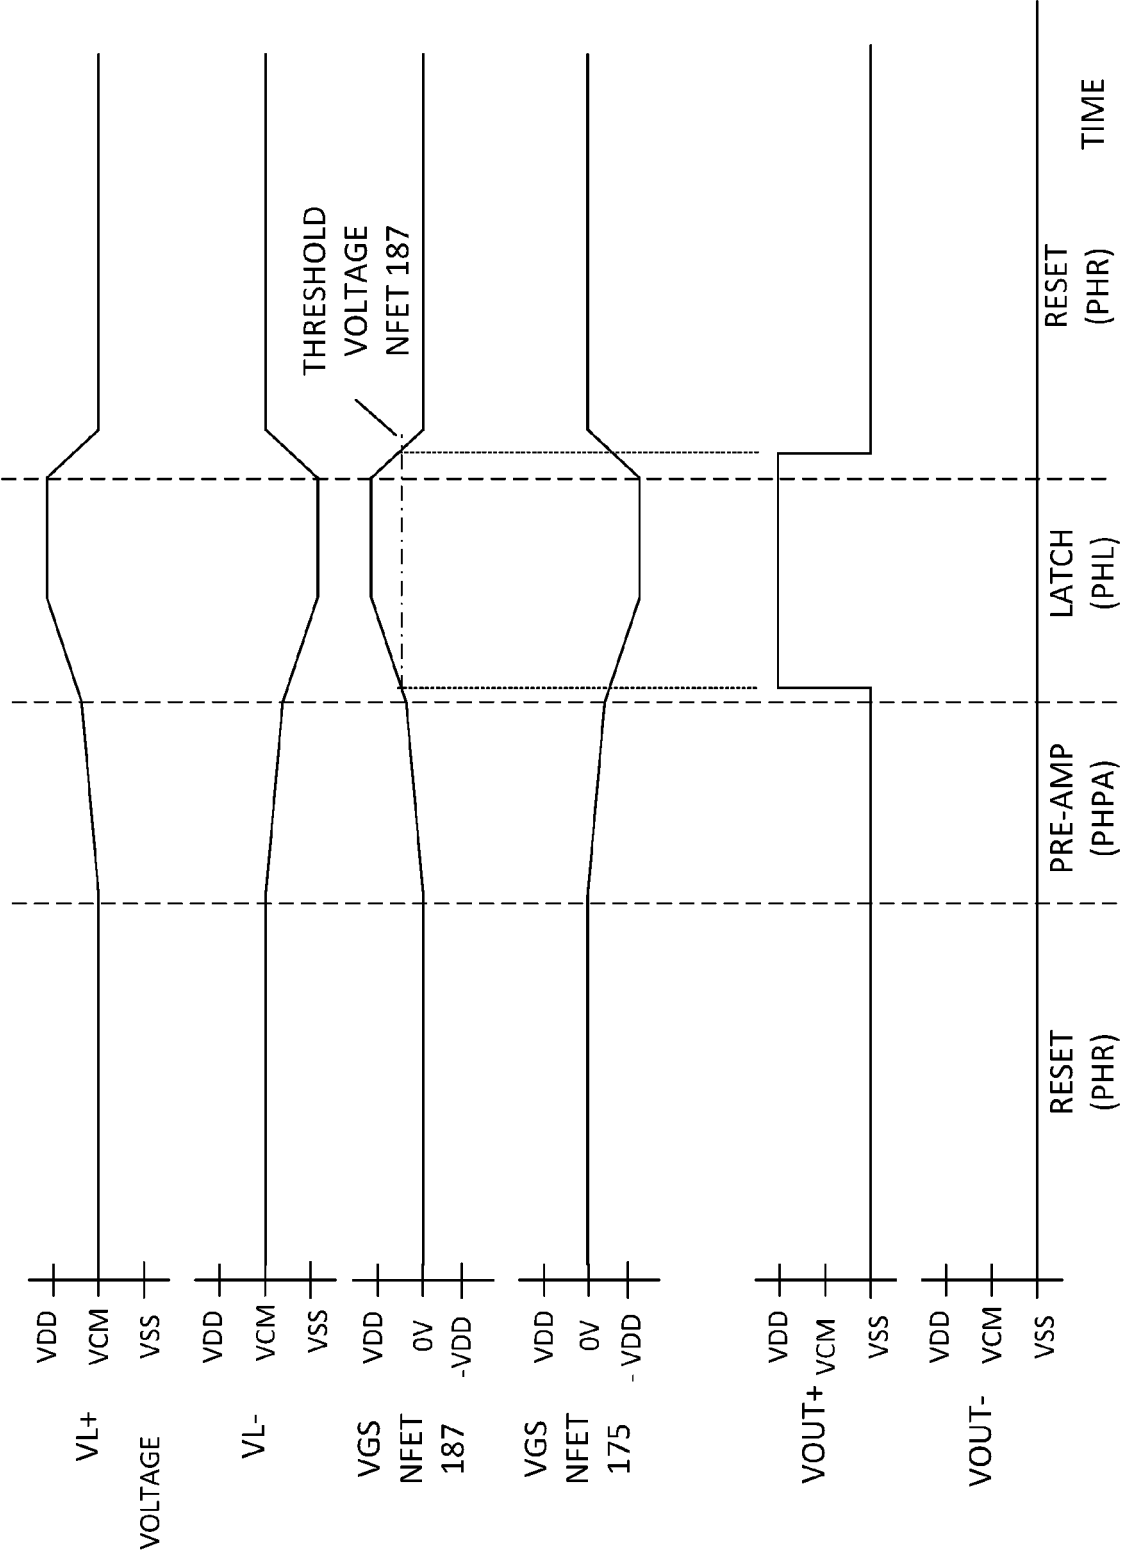 VDD
VCM
VSS
VL+
VOLTAGE
VDD
VCM
VSS
VL-
VDD
0V
-VDD
VGS
NFET
187
VDD
0V
- VDD
VGS
NFET
175
VDD
VCM
VSS
VOUT+
VDD
VCM
VSS
VOUT-
THRESHOLD
VOLTAGE
NFET 187
RESET
(PHR)
PRE-AMP
(PHPA)
LATCH
(PHL)
RESET
(PHR)
TIME